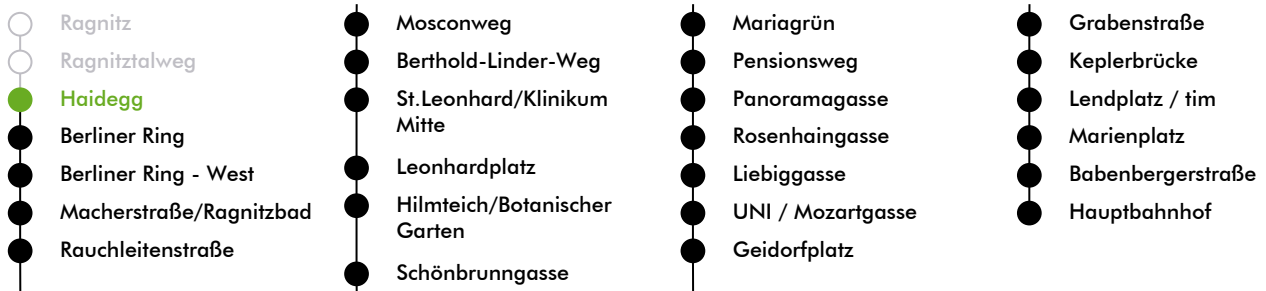 Ragnitz
Ragnitztalweg
Haidegg
Berliner Ring
Berliner Ring - West
Macherstraße/Ragnitzbad
Rauchleitenstraße
Mosconweg
Berthold-Linder-Weg
St.Leonhard/Klinikum
Mitte
Leonhardplatz
Hilmteich/Botanischer
Garten
Schönbrunngasse
Mariagrün
Pensionsweg
Panoramagasse
Rosenhaingasse
Liebiggasse
UNI / Mozartgasse
Geidorfplatz
Grabenstraße
Keplerbrücke
Lendplatz / tim
Marienplatz
Babenbergerstraße
Hauptbahnhof